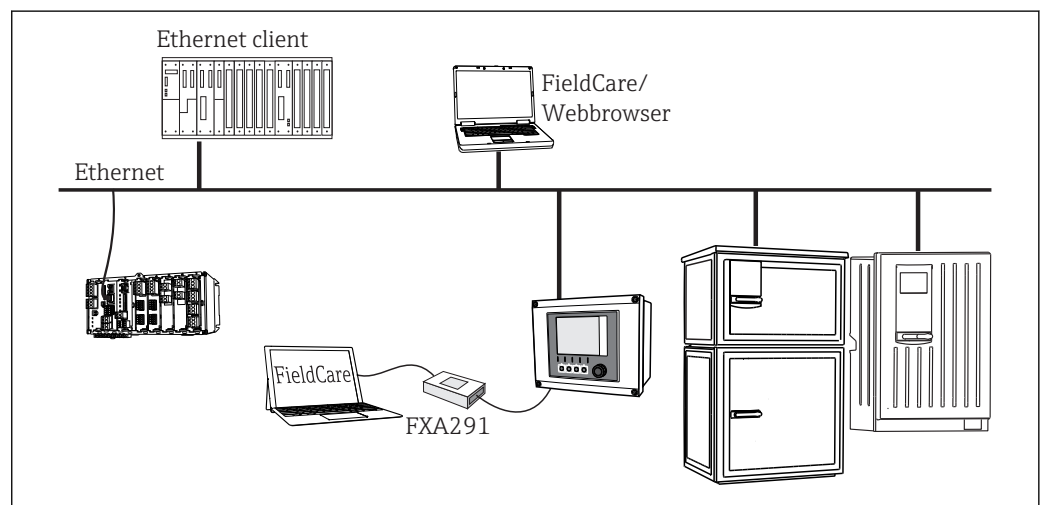 Ethernet client
FieldCare/
Webbrowser
Ethernet
FieldCare
FXA291